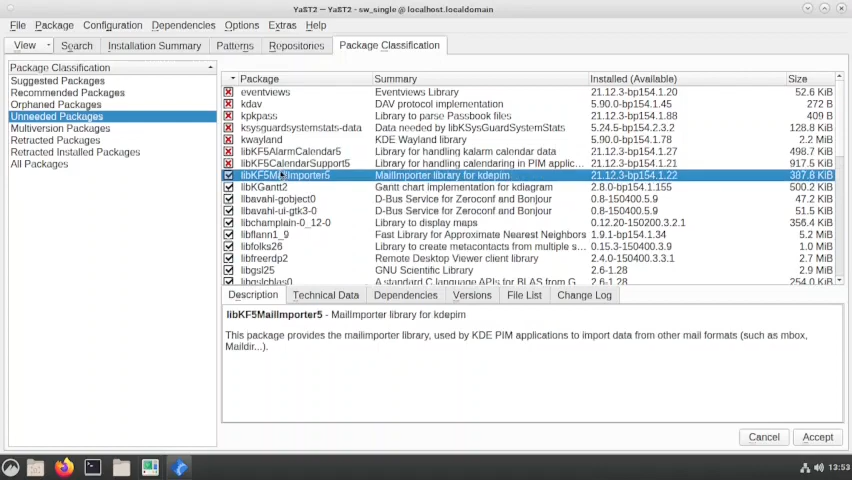 YaST2 — YaST2 - sw_single @ localhost.localdomain
File Package Configuration Dependencies Options Extras Help
View Search Installation Summary Patterns Repositories Package Classification
Package Classification
Suggested Packages
Recommended Packages
Orphaned Packages
Unneeded Packages
Multiversion Packages
Retracted Packages
Retracted Installed Packages
All Packages
Package Summary Installed (Available) Size
eventviews Eventviews Library 21.12.3-bp154.1.20 52.6 KiB
kdav DAV protocol implementation 5.90.0-bp154.1.45 272 B
kpkpass Library to parse Passbook files 21.12.3-bp154.1.88 409 B
ksysguardsystemstats-data Data needed by libKSysGuardSystemStats 5.24.5-bp154.2.3.2 128.8 KiB
kwayland KDE Wayland library 5.90.0-bp154.1.78 2.2 MiB
libKF5AlarmCalendar5 Library for handling kalarm calendar data 21.12.3-bp154.1.27 498.7 KiB
libKF5CalendarSupport5 Library for handling calendaring in PIM applic... 21.12.3-bp154.1.21 917.5 KiB
libKF5MailImporter5 MailImporter library for kdepim 21.12.3-bp154.1.22 387.8 KiB
libKGantt2 Gantt chart implementation for kdiagram 2.8.0-bp154.1.155 500.2 KiB
libavahi-gobject0 D-Bus Service for Zeroconf and Bonjour 0.8-150400.5.9 47.2 KiB
libavahi-ui-gtk3-0 D-Bus Service for Zeroconf and Bonjour 0.8-150400.5.9 51.5 KiB
libchamplain-0_12-0 Library to display maps 0.12.20-150200.3.2.1 356.4 KiB
libflann1_9 Fast Library for Approximate Nearest Neighbors 1.9.1-bp154.1.34 5.2 MiB
libfolks26 Library to create metacontacts from multiple s... 0.15.3-150400.3.9 1.0 MiB
libfreerdp2 Remote Desktop Viewer client library 2.4.0-150400.3.3.1 2.7 MiB
libgsl25 GNU Scientific Library 2.6-1.28 2.9 MiB
libgslcblas0 A standard C language APIs for BLAS from G... 2.6-1.28 254.0 KiB
Description Technical Data Dependencies Versions File List Change Log
libKF5MailImporter5 - MailImporter library for kdepim
This package provides the mailimporter library, used by KDE PIM applications to import data from other mail formats (such as mbox,
Maildir...).
Cancel Accept
13:53